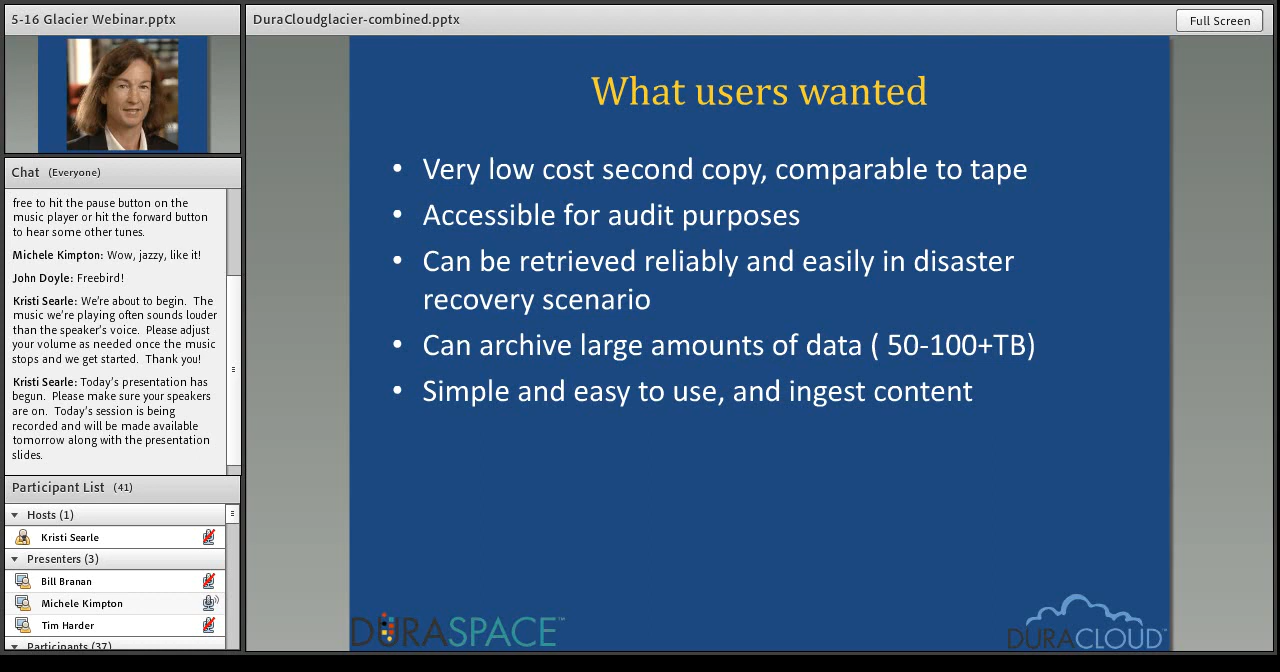 5-16 Glacier Webinar.pptx
Chat (Everyone)
free to hit the pause button on the
music player or hit the forward button
to hear some other tunes.
Michele Kimpton: Wow, jazzy, like it!
John Doyle: Freebird!
Kristi Searle: We're about to begin. The
music we're playing often sounds louder
than the speaker's voice. Please adjust
your volume as needed once the music
stops and we get started. Thank you!
Kristi Searle: Today's presentation has
begun. Please make sure your speakers
are on. Today's session is being
recorded and will be made available
tomorrow along with the presentation
slides.
Participant List (41)
Hosts (1)
Kristi Searle
Presenters (3)
Bill Branan
Michele Kimpton
Tim Harder
Participants (37)
DuraCloudglacier-combined.pptx
Full Screen
What users wanted
• Very low cost second copy, comparable to tape
• Accessible for audit purposes
• Can be retrieved reliably and easily in disaster
recovery scenario
• Can archive large amounts of data ( 50-100+TB)
• Simple and easy to use, and ingest content
DURASPACE™
DURACLOUD™